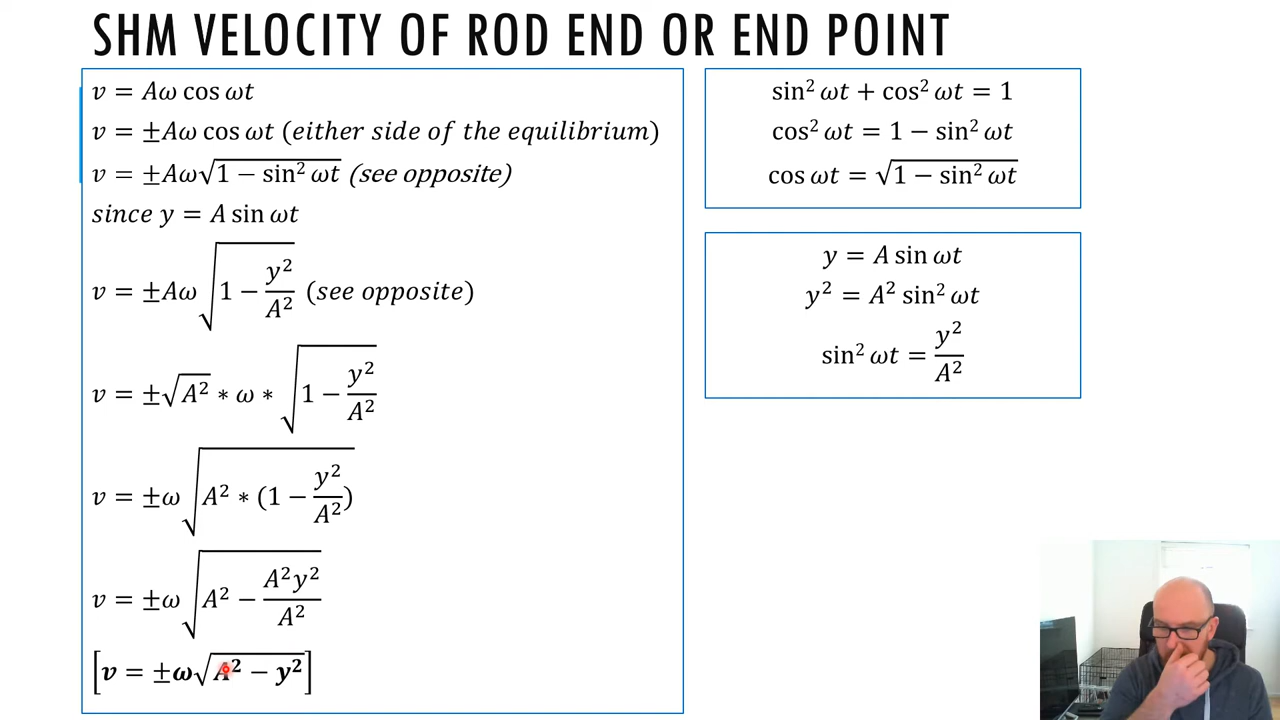 SHM VELOCITY OF ROD END OR END POINT
v = Aω cos ωt
v = ±Aω cos ωt (either side of the equilibrium)
v = ±Aω√(1 − sin² ωt) (see opposite)
since y = A sin ωt
v = ±Aω√(1 − y²/A²) (see opposite)
v = ±√A² * ω * √(1 − y²/A²)
v = ±ω√(A² * (1 − y²/A²))
v = ±ω√(A² − A²y²/A²)
[v = ±ω√(A² − y²)]
sin² ωt + cos² ωt = 1
cos² ωt = 1 − sin² ωt
cos ωt = √(1 − sin² ωt)
y = A sin ωt
y² = A² sin² ωt
sin² ωt = y²/A²